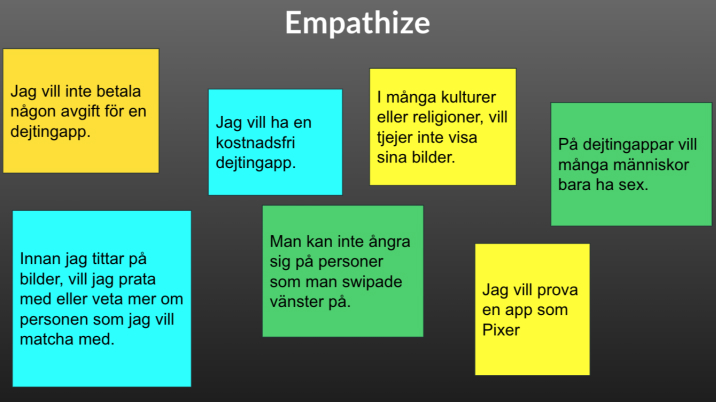 Empathize
Jag vill inte betala
någon avgift för en
dejtingapp.
Jag vill ha en
kostnadsfri
dejtingapp.
I många kulturer
eller religioner, vill
tjejer inte visa
sina bilder.
På dejtingappar vill
många människor
bara ha sex.
Innan jag tittar på
bilder, vill jag prata
med eller veta mer om
personen som jag vill
matcha med.
Man kan inte ångra
sig på personer
som man swipade
vänster på.
Jag vill prova
en app som
Pixer